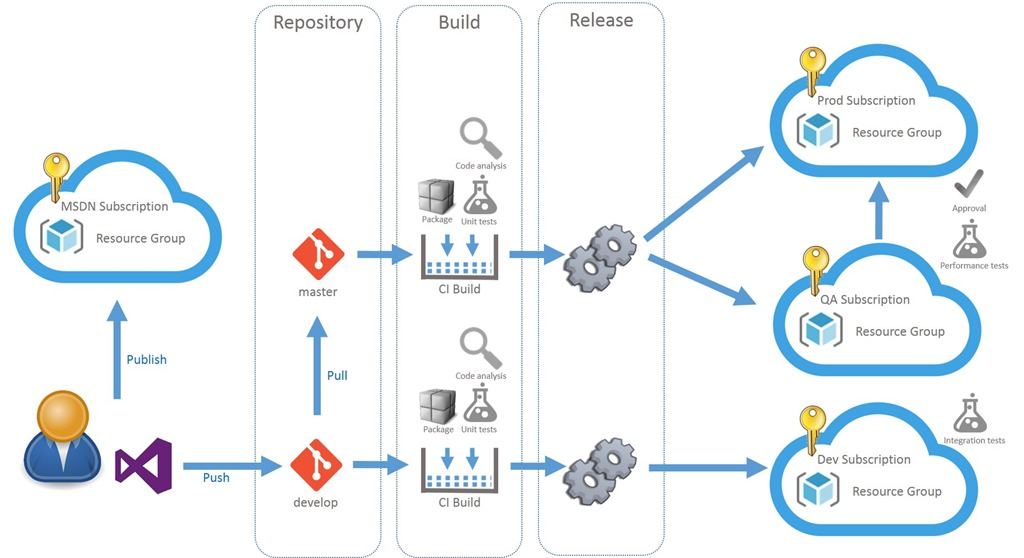 Repository
Build
Release
MSDN Subscription
Resource Group
Publish
Push
master
Pull
develop
Code analysis
Package
Unit tests
CI Build
Code analysis
Package
Unit tests
CI Build
Prod Subscription
Resource Group
Approval
Performance tests
QA Subscription
Resource Group
Integration tests
Dev Subscription
Resource Group